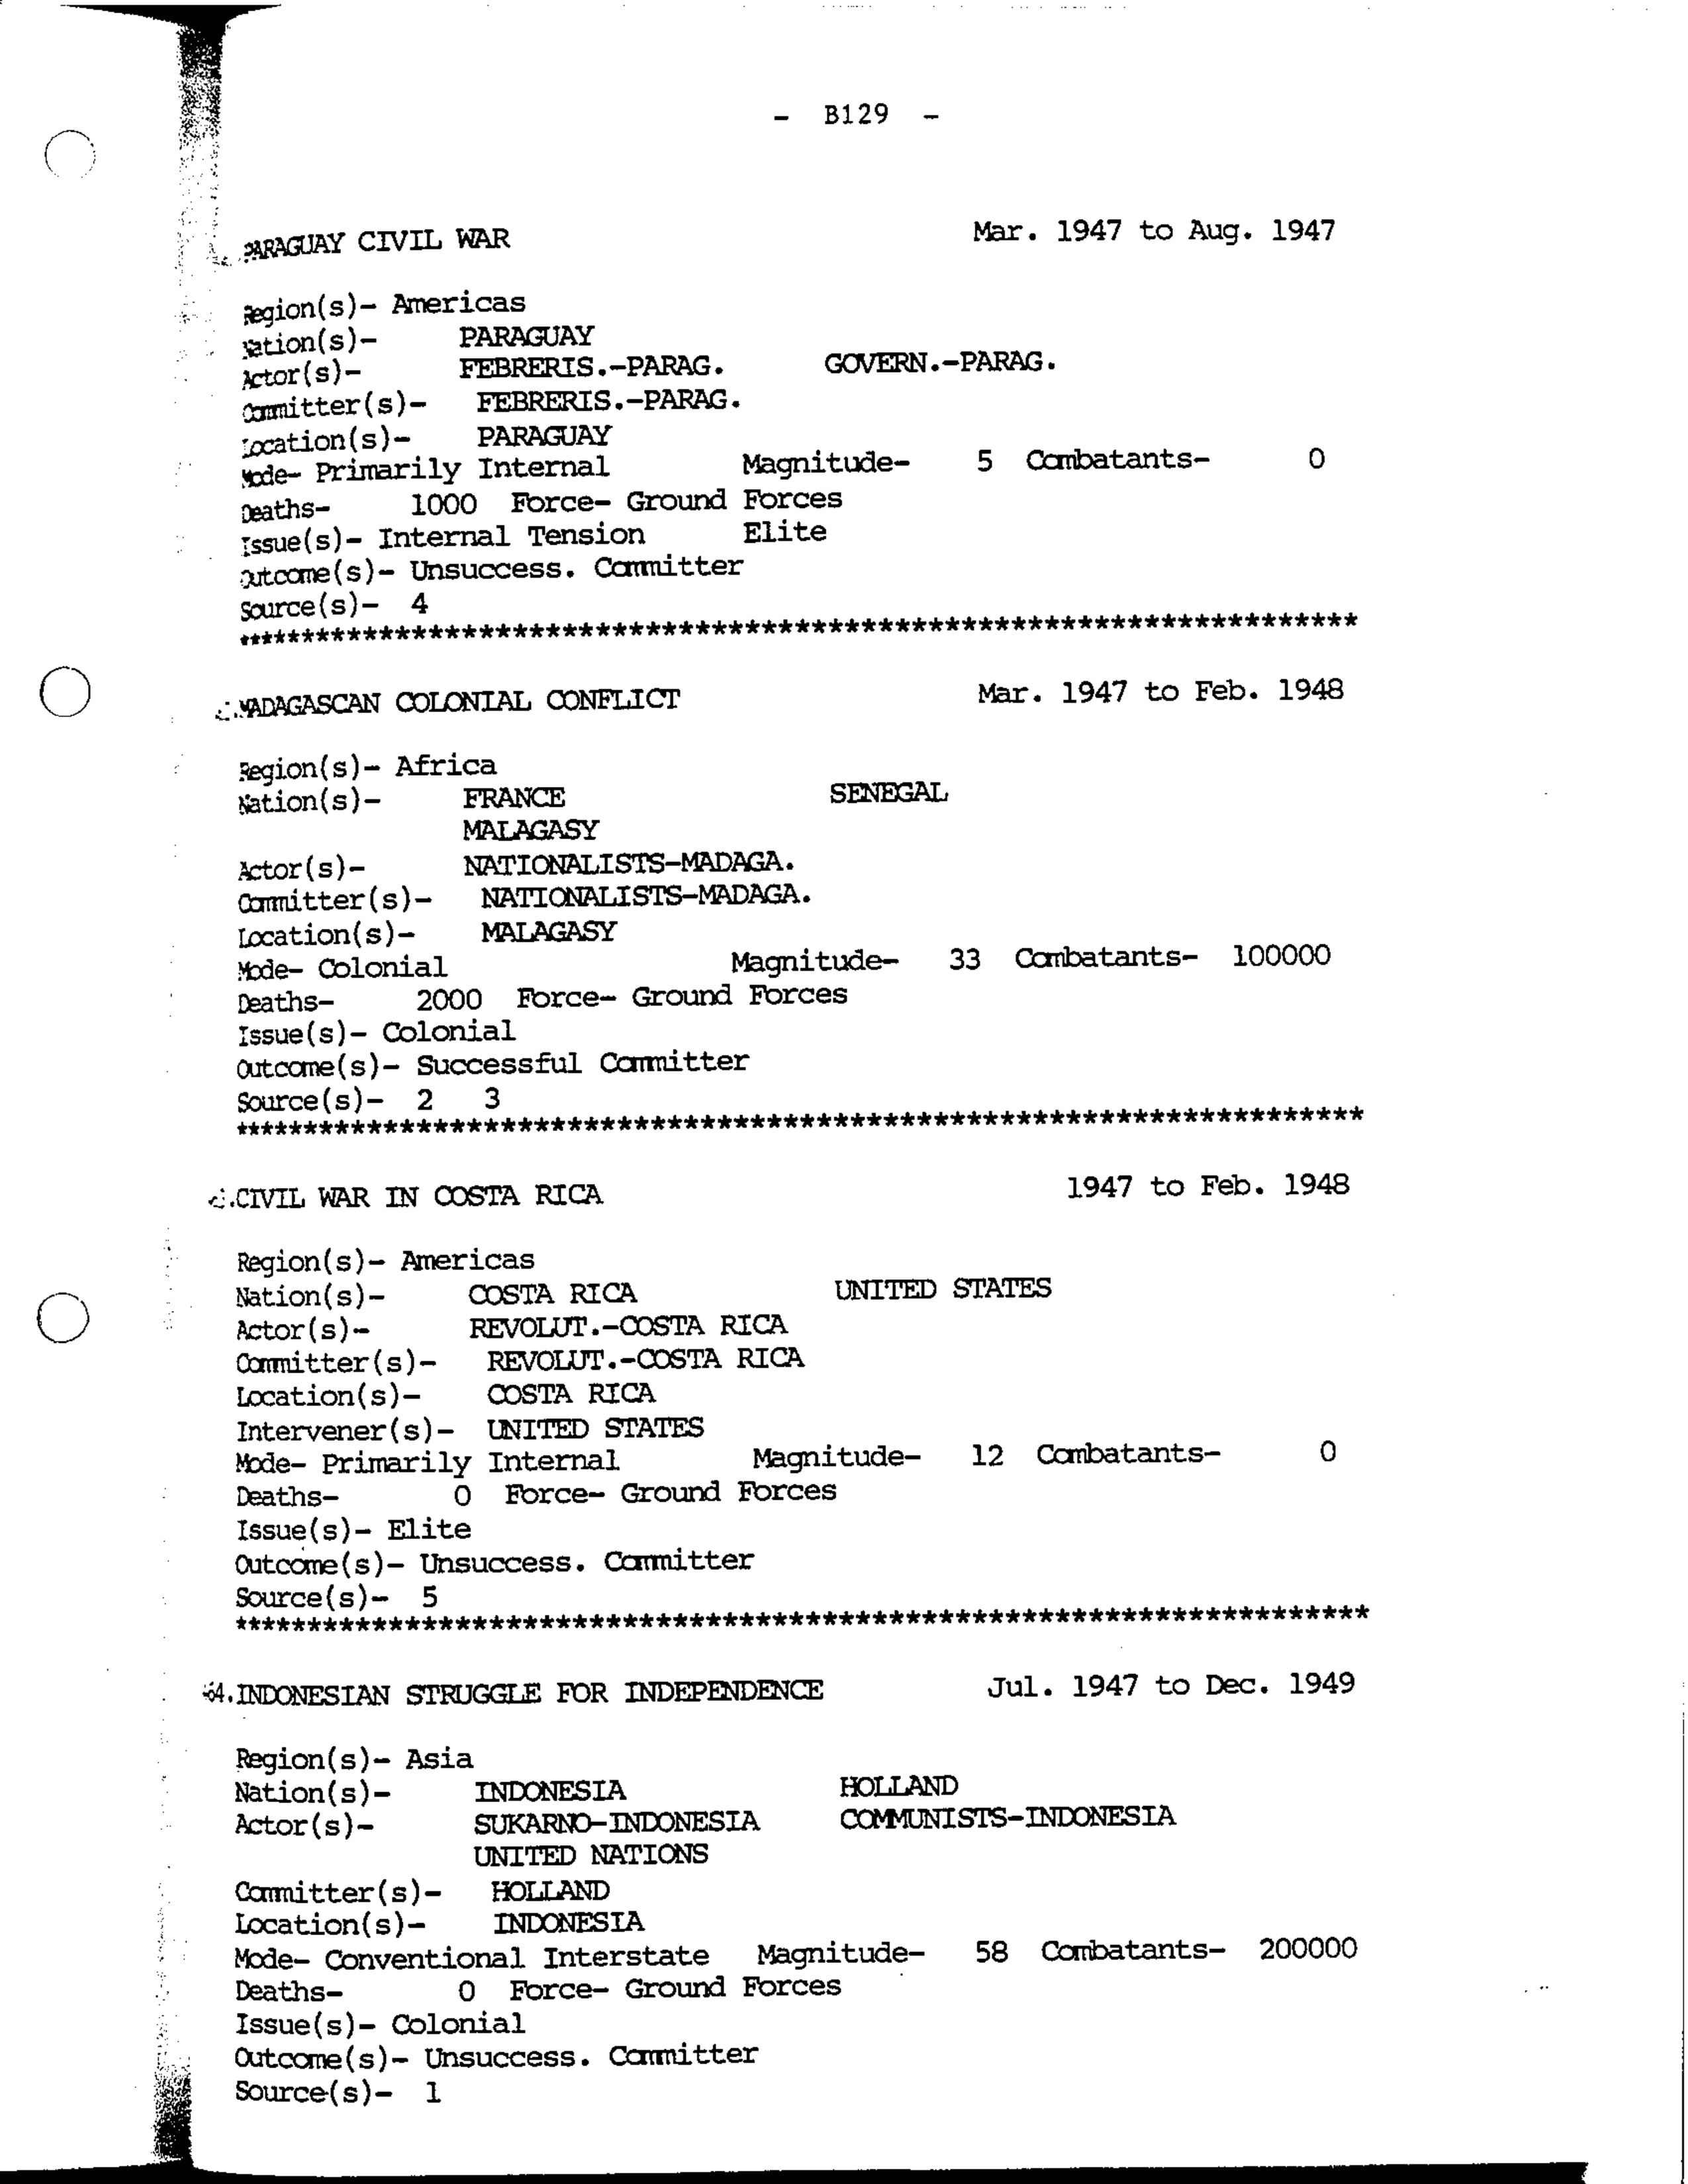 - B129 -
PARAGUAY CIVIL WAR Mar. 1947 to Aug. 1947
Region(s)- Americas
Nation(s)- PARAGUAY
Actor(s)- FEBRERIS.-PARAG. GOVERN.-PARAG.
Committer(s)- FEBRERIS.-PARAG.
Location(s)- PARAGUAY
Mode- Primarily Internal Magnitude- 5 Combatants- 0
Deaths- 1000 Force- Ground Forces
Issue(s)- Internal Tension Elite
Outcome(s)- Unsuccess. Committer
Source(s)- 4
**********************************************************************
MADAGASCAN COLONIAL CONFLICT Mar. 1947 to Feb. 1948
Region(s)- Africa
Nation(s)- FRANCE SENEGAL
MALAGASY
Actor(s)- NATIONALISTS-MADAGA.
Committer(s)- NATIONALISTS-MADAGA.
Location(s)- MALAGASY
Mode- Colonial Magnitude- 33 Combatants- 100000
Deaths- 2000 Force- Ground Forces
Issue(s)- Colonial
Outcome(s)- Successful Committer
Source(s)- 2 3
**********************************************************************
CIVIL WAR IN COSTA RICA 1947 to Feb. 1948
Region(s)- Americas
Nation(s)- COSTA RICA UNITED STATES
Actor(s)- REVOLUT.-COSTA RICA
Committer(s)- REVOLUT.-COSTA RICA
Location(s)- COSTA RICA
Intervener(s)- UNITED STATES
Mode- Primarily Internal Magnitude- 12 Combatants- 0
Deaths- 0 Force- Ground Forces
Issue(s)- Elite
Outcome(s)- Unsuccess. Committer
Source(s)- 5
**********************************************************************
INDONESIAN STRUGGLE FOR INDEPENDENCE Jul. 1947 to Dec. 1949
Region(s)- Asia
Nation(s)- INDONESIA HOLLAND
Actor(s)- SUKARNO-INDONESIA COMMUNISTS-INDONESIA
UNITED NATIONS
Committer(s)- HOLLAND
Location(s)- INDONESIA
Mode- Conventional Interstate Magnitude- 58 Combatants- 200000
Deaths- 0 Force- Ground Forces
Issue(s)- Colonial
Outcome(s)- Unsuccess. Committer
Source(s)- 1